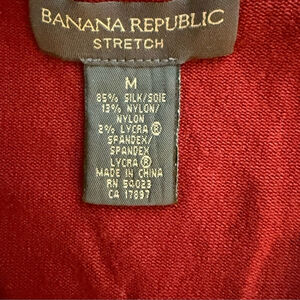 BANANA REPUBLIC
STRETCH
M
85% SILK/SOIE
13% NYLON/
NYLON
2% LYCRA®
SPANDEX/
SPANDEX
LYCRA®
MADE IN CHINA
RN 54023
CA 17897